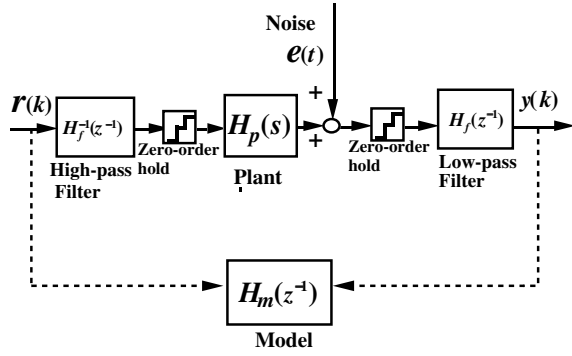 Noise
e(t)
r(k)
H_f^{-1}(z^{-1})
+
H_p(s)
+
H_f(z^{-1})
y(k)
Zero-order
hold
Zero-order
hold
High-pass
Filter
Plant
Low-pass
Filter
H_m(z^{-1})
Model